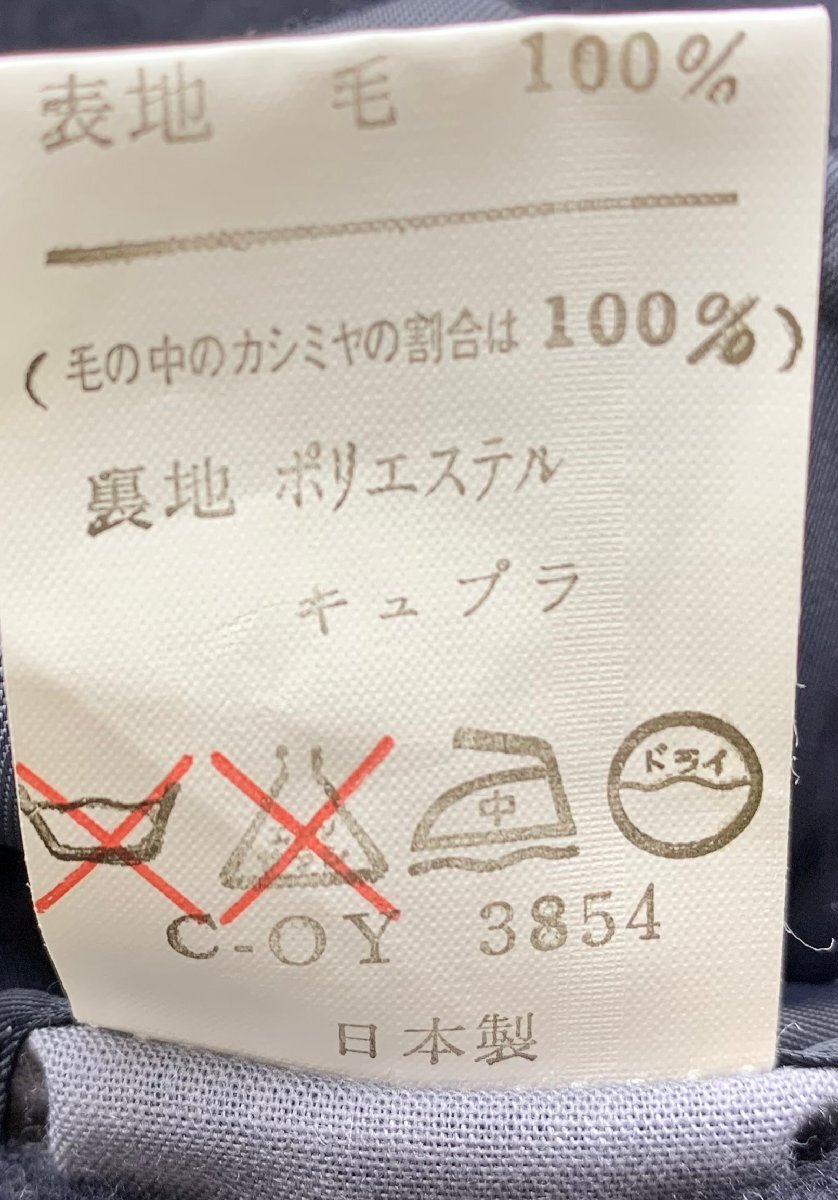 表地 毛 100%
(毛の中のカシミヤの割合は 100%)
裏地 ポリエステル
キュプラ
中
ドライ
C-OY 3854
日本製